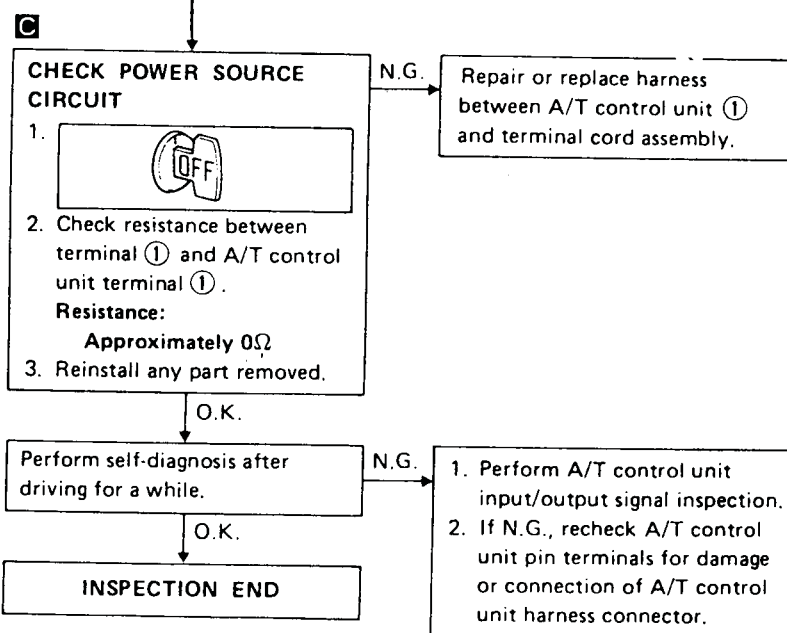 C
CHECK POWER SOURCE
CIRCUIT
1.
OFF
2. Check resistance between
terminal ① and A/T control
unit terminal ①.
Resistance:
Approximately 0Ω
3. Reinstall any part removed.
N.G.
Repair or replace harness
between A/T control unit ①
and terminal cord assembly.
O.K.
Perform self-diagnosis after
driving for a while.
N.G.
1. Perform A/T control unit
input/output signal inspection.
2. If N.G., recheck A/T control
unit pin terminals for damage
or connection of A/T control
unit harness connector.
O.K.
INSPECTION END